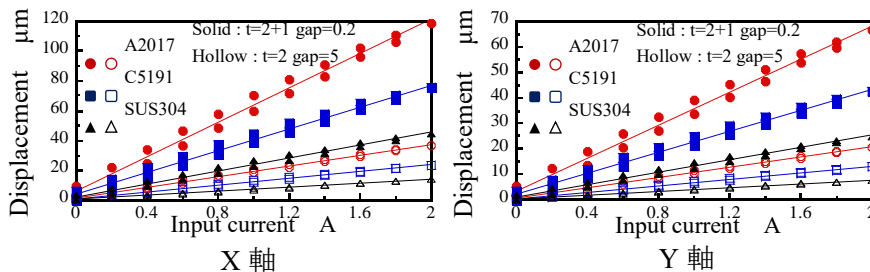 Displacement μm
120
100
80
60
40
20
0
Solid : t=2+1 gap=0.2
A2017
Hollow : t=2 gap=5
C5191
SUS304
0 0.4 0.8 1.2 1.6 2
Input current A
X 軸
Displacement μm
70
60
50
40
30
20
10
0
Solid : t=2+1 gap=0.2
A2017
Hollow : t=2 gap=5
C5191
SUS304
0 0.4 0.8 1.2 1.6 2
Input current A
Y 軸